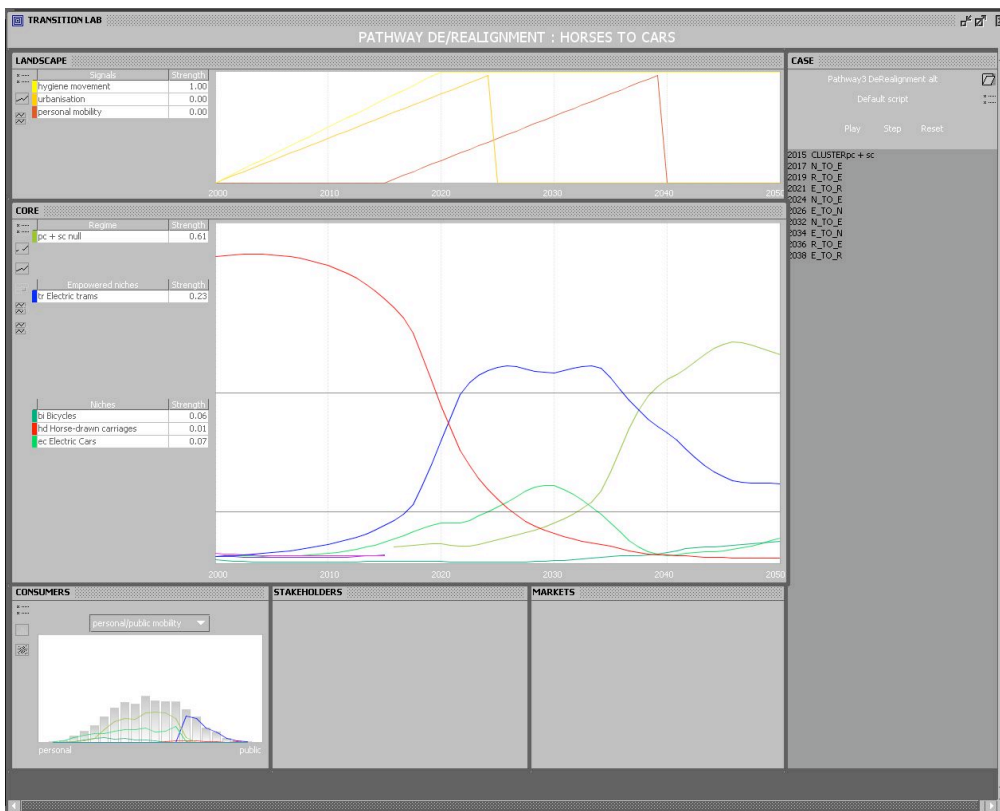 TRANSITION LAB
PATHWAY DE/REALIGNMENT : HORSES TO CARS
LANDSCAPE
Signals Strength
hygiene movement 1.00
urbanisation 0.00
personal mobility 0.00
2000 2010 2020 2030 2040 2050
CORE
Regime Strength
pc + sc null 0.61
Empowered niches Strength
tr Electric trams 0.23
Niches Strength
bi Bicycles 0.06
hd Horse-drawn carriages 0.01
ec Electric Cars 0.07
2000 2010 2020 2030 2040 2050
CASE
Pathway3 DeRealignment alt
Default script
Play Step Reset
2015 CLUSTERpc + sc
2017 N_TO_E
2019 R_TO_E
2021 E_TO_R
2024 N_TO_E
2026 E_TO_N
2032 N_TO_E
2034 E_TO_N
2036 R_TO_E
2038 E_TO_R
CONSUMERS
personal/public mobility
personal public
STAKEHOLDERS
MARKETS